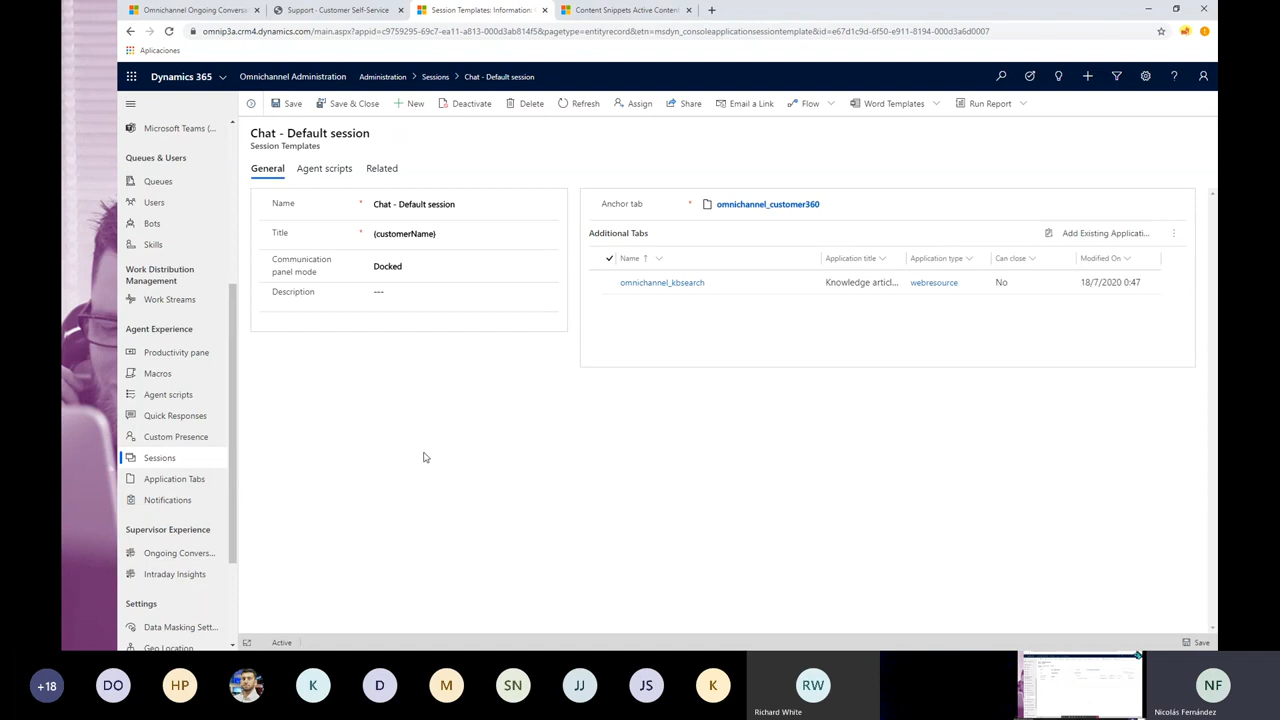 Omnichannel Ongoing Conversa
Support - Customer Self-Service
Session Templates: Information:
Content Snippets Active Content
omnip3a.crm4.dynamics.com/main.aspx?appid=c9759295-69c7-ea11-a813-000d3ab814f5&pagetype=entityrecord&etn=msdyn_consoleapplicationsessiontemplate&id=e67d1c9d-6f50-e911-8194-000d3a6d0007
Aplicaciones
Dynamics 365
Omnichannel Administration
Administration
Sessions
Chat - Default session
Save
Save & Close
New
Deactivate
Delete
Refresh
Assign
Share
Email a Link
Flow
Word Templates
Run Report
Microsoft Teams (...
Queues & Users
Queues
Users
Bots
Skills
Work Distribution
Management
Work Streams
Agent Experience
Productivity pane
Macros
Agent scripts
Quick Responses
Custom Presence
Sessions
Application Tabs
Notifications
Supervisor Experience
Ongoing Convers...
Intraday Insights
Settings
Data Masking Sett...
Geo Location
Chat - Default session
Session Templates
General
Agent scripts
Related
Name * Chat - Default session
Title * {customerName}
Communication
panel mode
Docked
Description ---
Anchor tab * omnichannel_customer360
Additional Tabs
Add Existing Applicati...
Name
Application title
Application type
Can close
Modified On
omnichannel_kbsearch
Knowledge articl...
webresource
No
18/7/2020 0:47
Active
Save
+18
DO
HP
K
D
M
SN
JJ
JS
K
RW
Richard White
NF
Nicolás Fernández